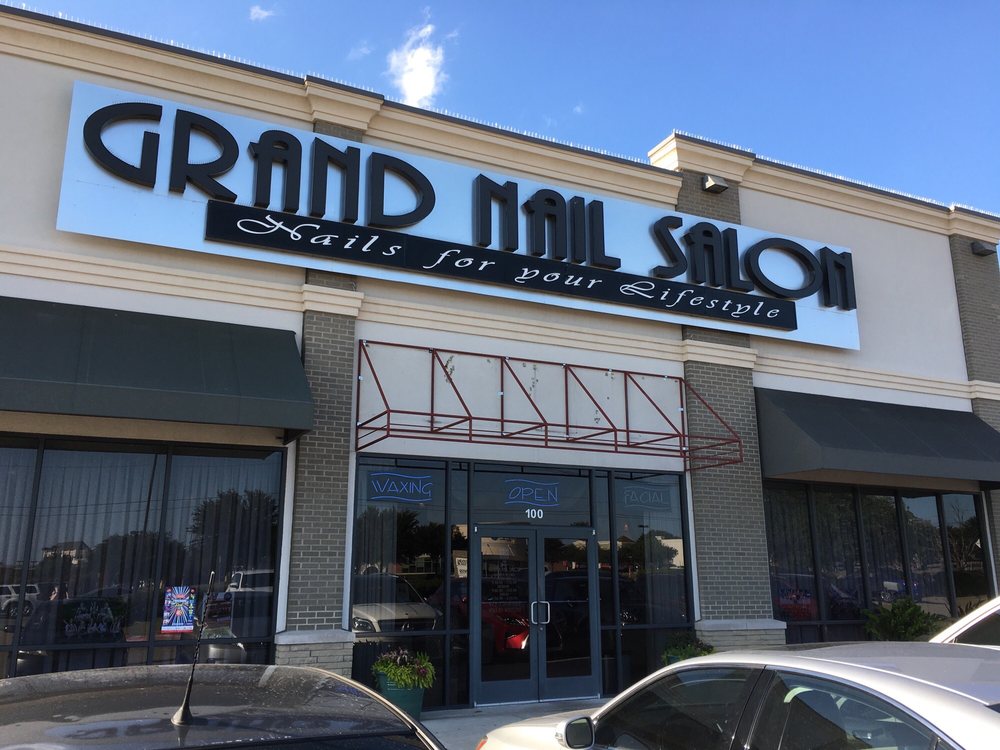 GRAND NAIL SALON
Nails for your Lifestyle
WAXING
OPEN
FACIAL
100